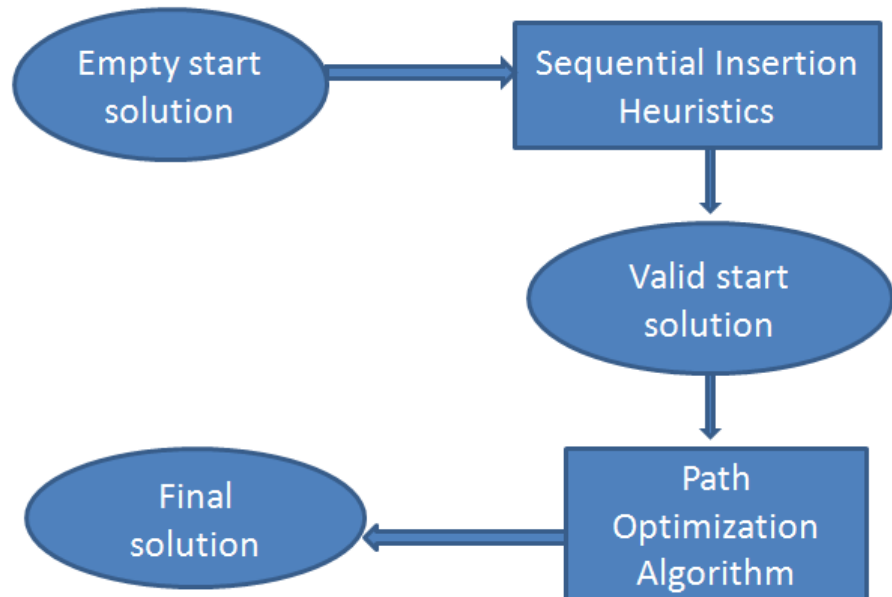 Empty start
solution
Sequential Insertion
Heuristics
Valid start
solution
Path
Optimization
Algorithm
Final
solution